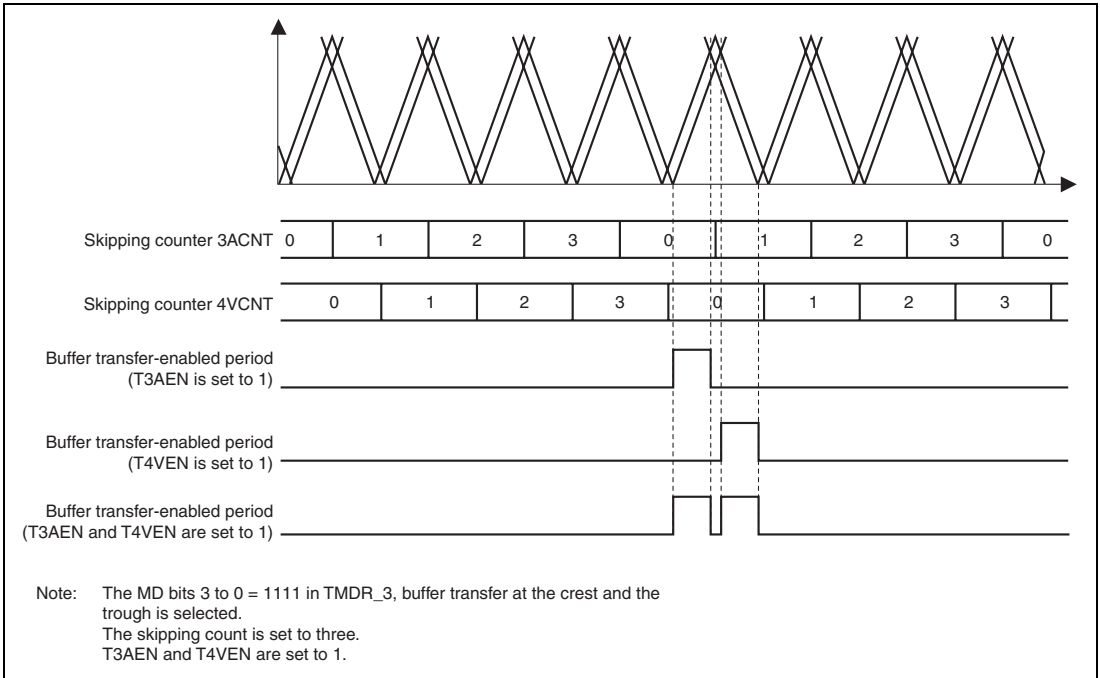 Skipping counter 3ACNT 0 1 2 3 0 1 2 3 0
Skipping counter 4VCNT 0 1 2 3 0 1 2 3
Buffer transfer-enabled period
(T3AEN is set to 1)
Buffer transfer-enabled period
(T4VEN is set to 1)
Buffer transfer-enabled period
(T3AEN and T4VEN are set to 1)
Note: The MD bits 3 to 0 = 1111 in TMDR_3, buffer transfer at the crest and the
trough is selected.
The skipping count is set to three.
T3AEN and T4VEN are set to 1.